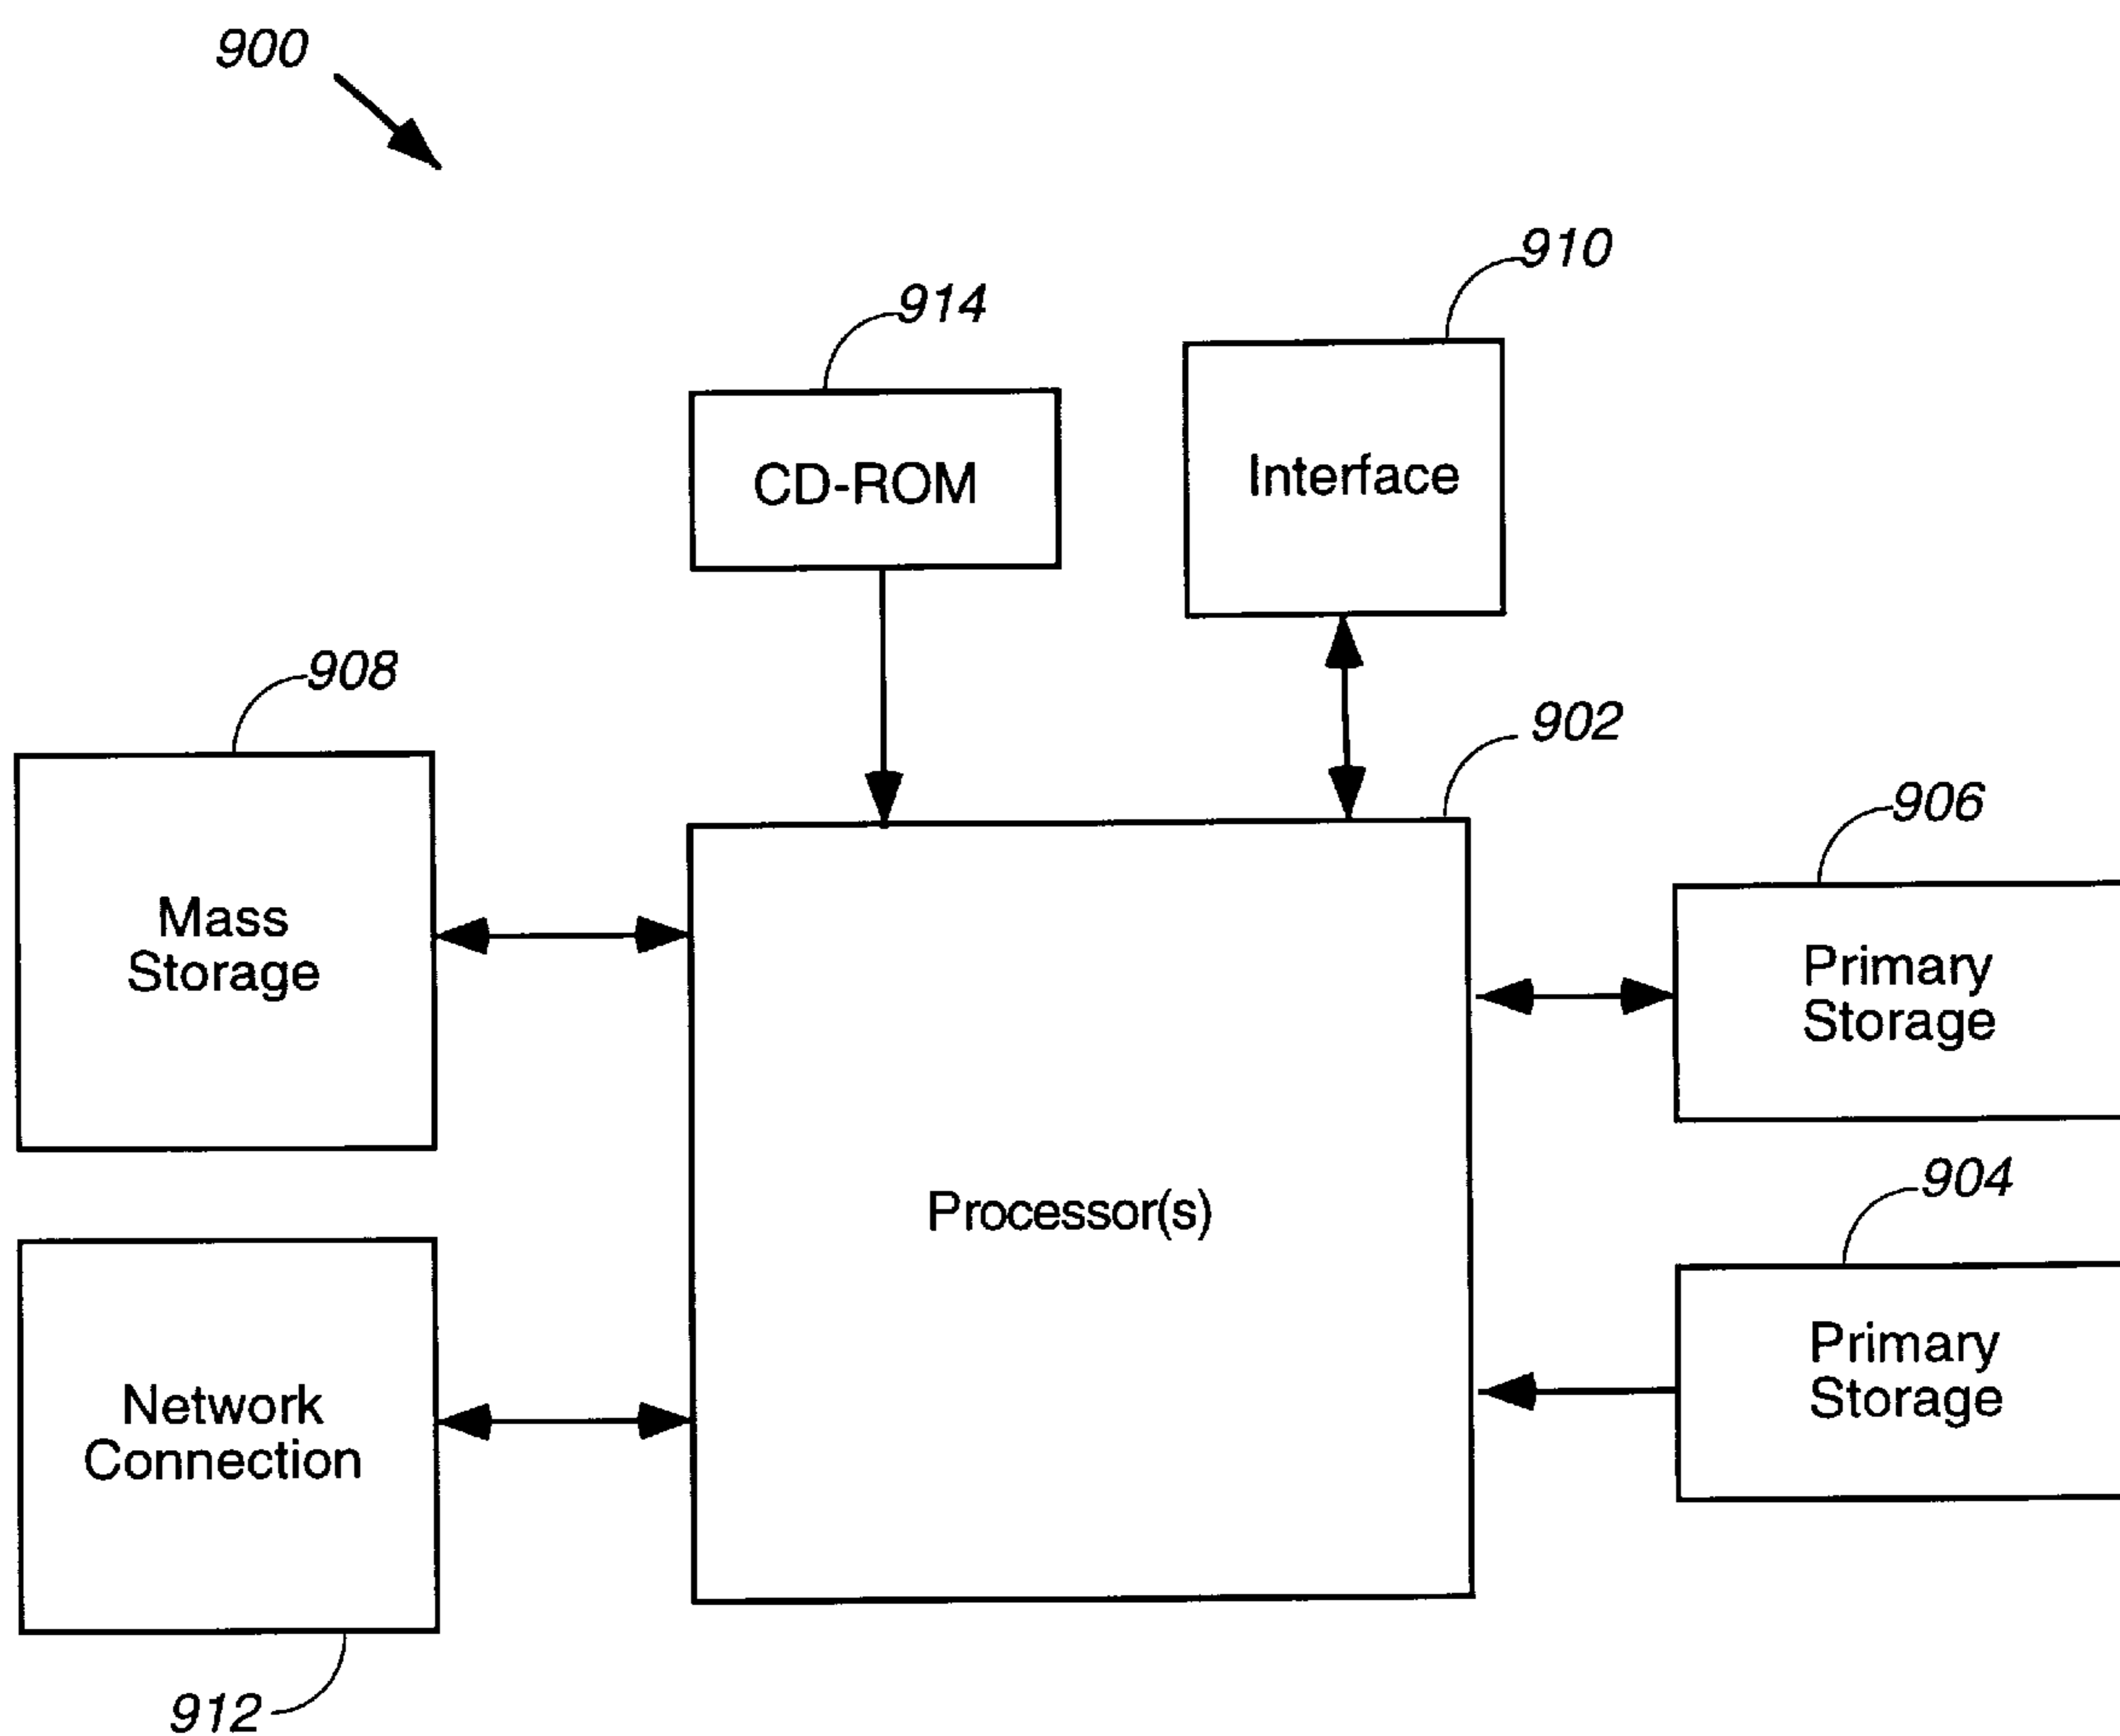 900
910
914
CD-ROM
Interface
908
902
906
Mass
Storage
Primary
Storage
904
Processor(s)
Primary
Storage
Network
Connection
912